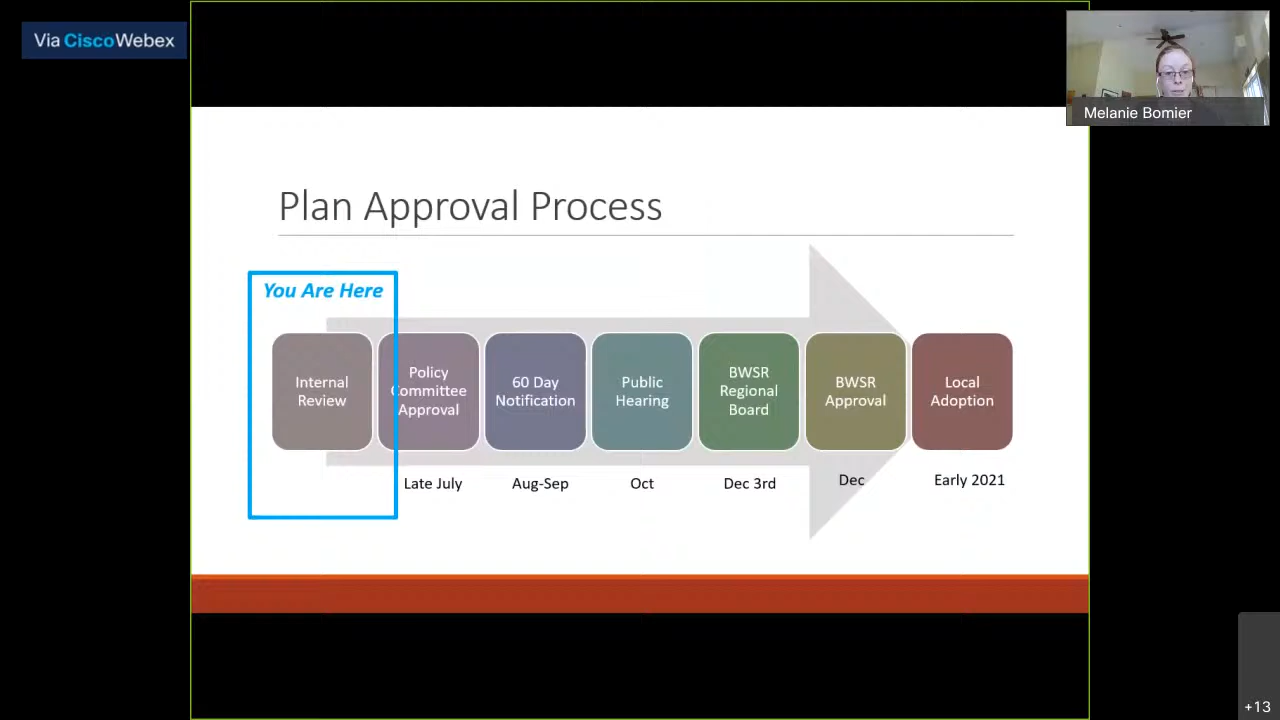 Via CiscoWebex
Melanie Bomier
Plan Approval Process
You Are Here
Internal
Review
Policy
Committee
Approval
60 Day
Notification
Public
Hearing
BWSR
Regional
Board
BWSR
Approval
Local
Adoption
Late July
Aug-Sep
Oct
Dec 3rd
Dec
Early 2021
+13